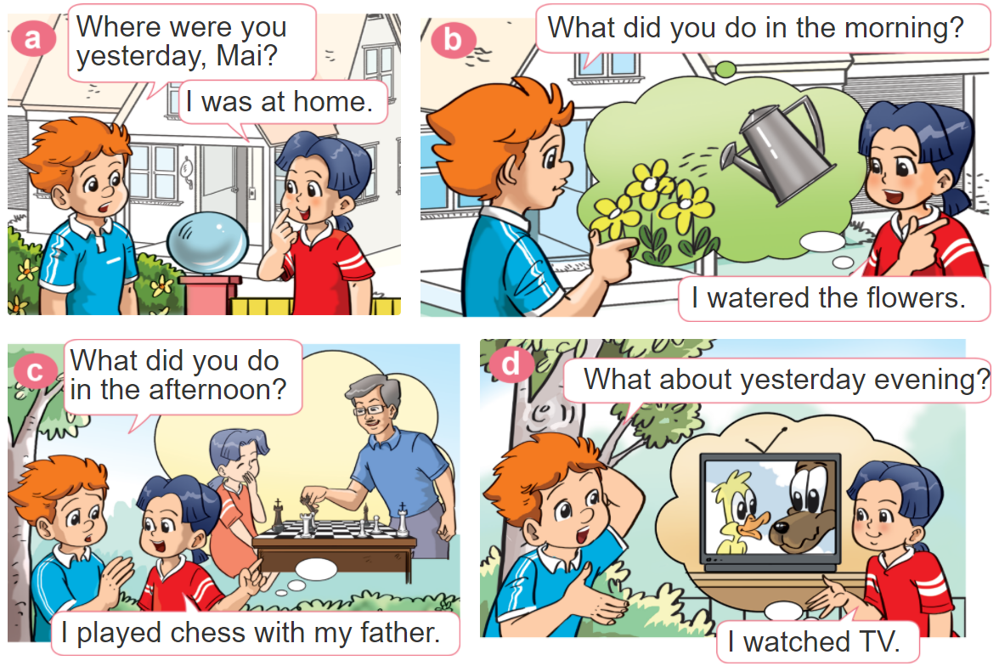 a
Where were you
yesterday, Mai?
I was at home.
b
What did you do in the morning?
I watered the flowers.
c
What did you do
in the afternoon?
I played chess with my father.
d
What about yesterday evening?
I watched TV.